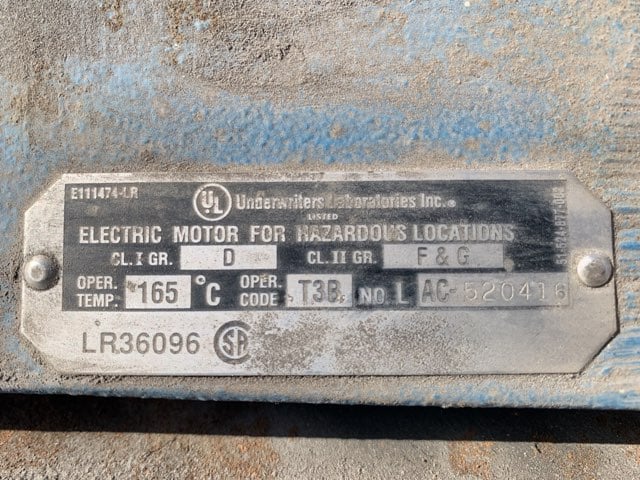 E111474-LR
UL Underwriters Laboratories Inc.®
LISTED
ELECTRIC MOTOR FOR HAZARDOUS LOCATIONS
CL. I GR. D CL. II GR. F & G
OPER. TEMP. 165 °C OPER. CODE T3B NO. L AC- 520416
LR36096 SA